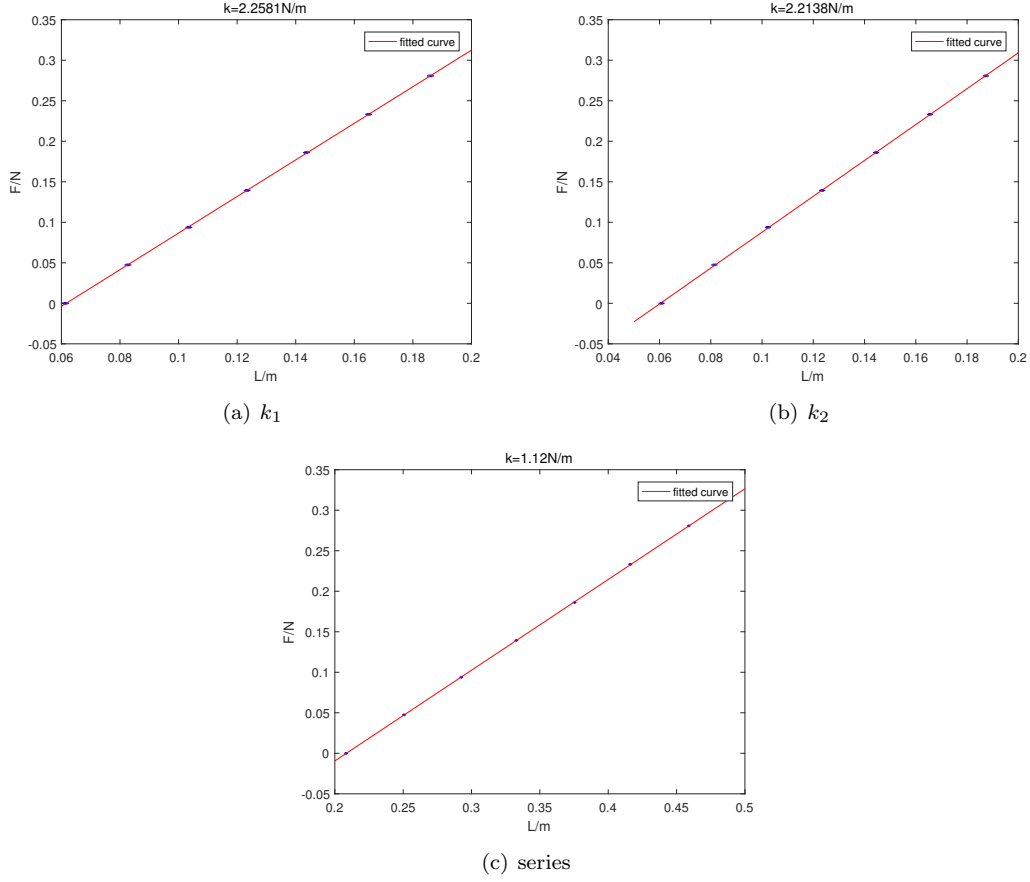 k=2.2581N/m
0.35
0.3
0.25
0.2
0.15
0.1
0.05
0
-0.05
F/N
fitted curve
0.06 0.08 0.1 0.12 0.14 0.16 0.18 0.2
L/m
(a) k1
k=2.2138N/m
0.35
0.3
0.25
0.2
0.15
0.1
0.05
0
-0.05
F/N
fitted curve
0.04 0.06 0.08 0.1 0.12 0.14 0.16 0.18 0.2
L/m
(b) k2
k=1.12N/m
0.35
0.3
0.25
0.2
0.15
0.1
0.05
0
-0.05
F/N
fitted curve
0.2 0.25 0.3 0.35 0.4 0.45 0.5
L/m
(c) series